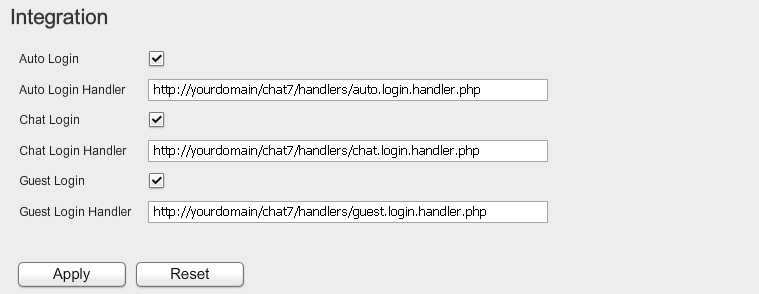 Integration
Auto Login
Auto Login Handler http://yourdomain/chat7/handlers/auto.login.handler.php
Chat Login
Chat Login Handler http://yourdomain/chat7/handlers/chat.login.handler.php
Guest Login
Guest Login Handler http://yourdomain/chat7/handlers/guest.login.handler.php
Apply Reset